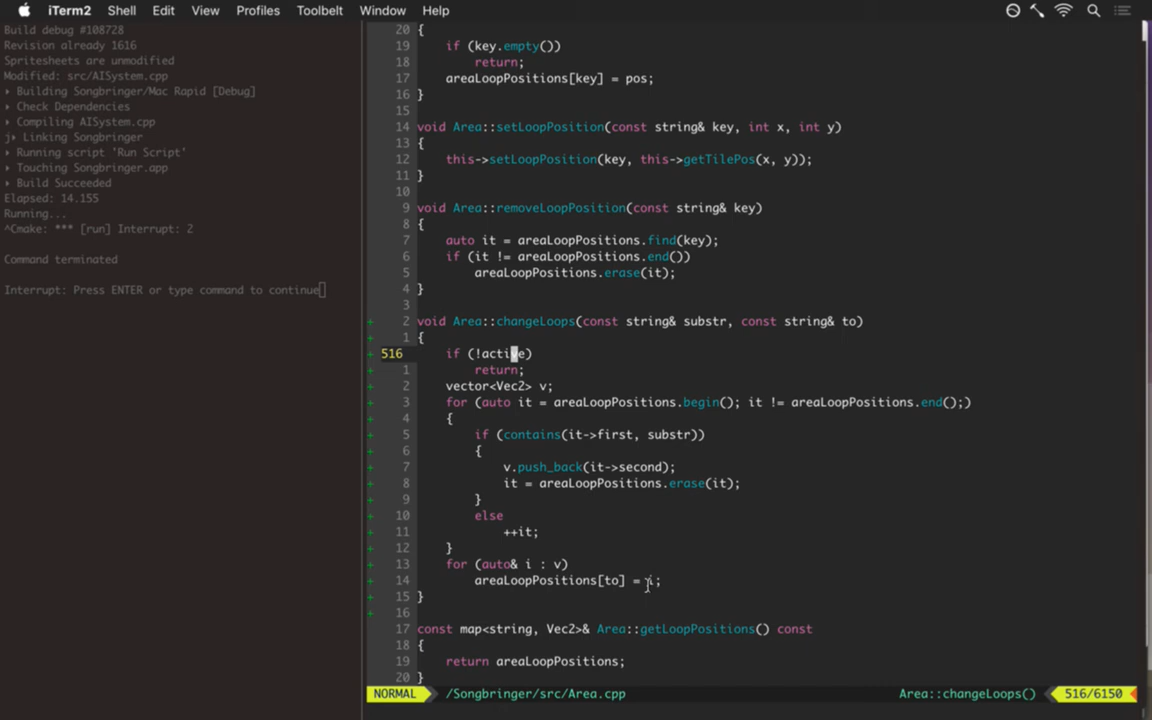 iTerm2 Shell Edit View Profiles Toolbelt Window Help
Build debug #108728
Revision already 1616
Spritesheets are unmodified
Modified: src/AISystem.cpp
▸ Building Songbringer/Mac Rapid [Debug]
▸ Check Dependencies
▸ Compiling AISystem.cpp
j▸ Linking Songbringer
▸ Running script 'Run Script'
▸ Touching Songbringer.app
▸ Build Succeeded
Elapsed: 14.155
Running...
^Cmake: *** [run] Interrupt: 2
Command terminated
Interrupt: Press ENTER or type command to continue
20 {
19 if (key.empty())
18 return;
17 areaLoopPositions[key] = pos;
16 }
15
14 void Area::setLoopPosition(const string& key, int x, int y)
13 {
12 this->setLoopPosition(key, this->getTilePos(x, y));
11 }
10
9 void Area::removeLoopPosition(const string& key)
8 {
7 auto it = areaLoopPositions.find(key);
6 if (it != areaLoopPositions.end())
5 areaLoopPositions.erase(it);
4 }
3
+ 2 void Area::changeLoops(const string& substr, const string& to)
+ 1 {
+ 516 if (!active)
+ 1 return;
+ 2 vector<Vec2> v;
+ 3 for (auto it = areaLoopPositions.begin(); it != areaLoopPositions.end();)
+ 4 {
+ 5 if (contains(it->first, substr))
+ 6 {
+ 7 v.push_back(it->second);
+ 8 it = areaLoopPositions.erase(it);
+ 9 }
+ 10 else
+ 11 ++it;
+ 12 }
+ 13 for (auto& i : v)
+ 14 areaLoopPositions[to] = i;
+ 15 }
+ 16
17 const map<string, Vec2>& Area::getLoopPositions() const
18 {
19 return areaLoopPositions;
20 }
NORMAL /Songbringer/src/Area.cpp Area::changeLoops() 516/6150